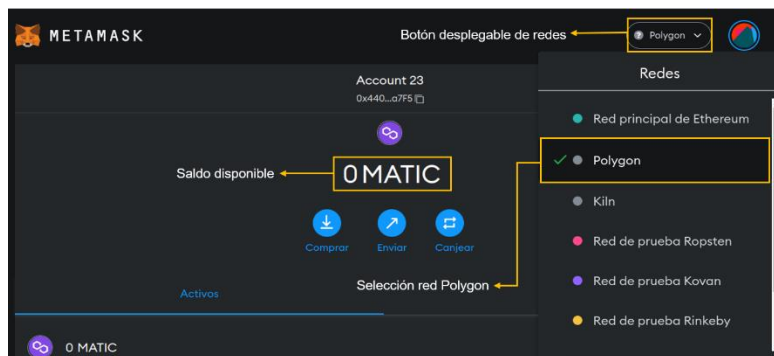 METAMASK
Botón desplegable de redes
Polygon
Account 23
0x440...a7F5
Redes
Red principal de Ethereum
Saldo disponible
0 MATIC
Polygon
Kiln
Comprar
Enviar
Canjear
Red de prueba Ropsten
Selección red Polygon
Activos
Red de prueba Kovan
Red de prueba Rinkeby
0 MATIC